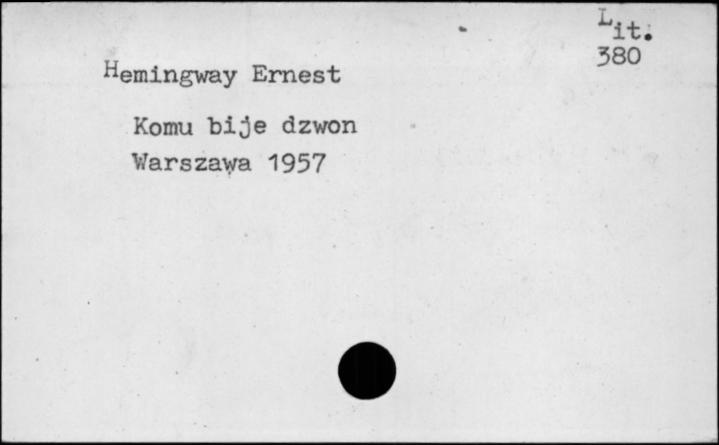 Lit.
380
Hemingway Ernest
Komu bije dzwon
Warszawa 1957